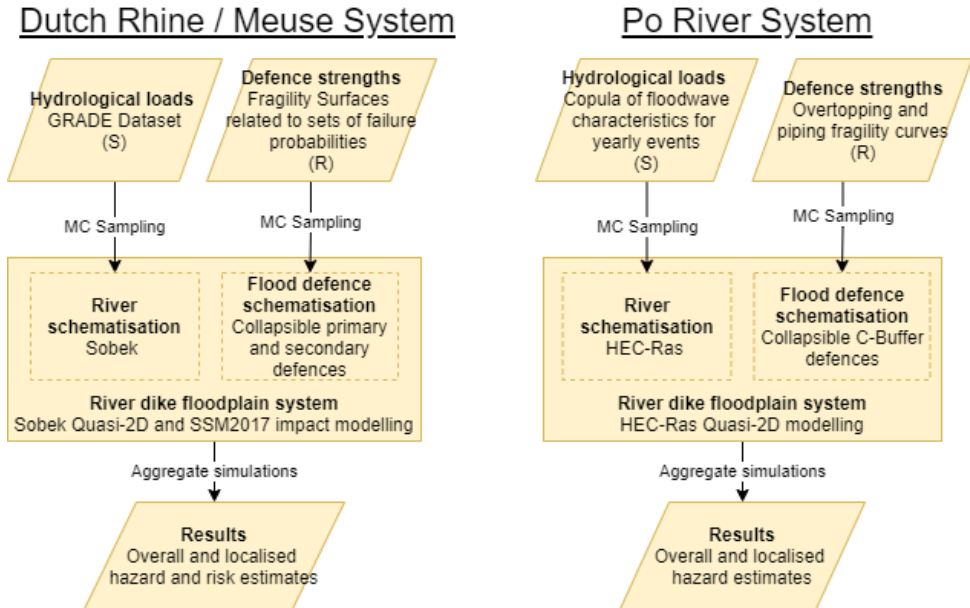 Dutch Rhine / Meuse System
Hydrological loads
GRADE Dataset
(S)
Defence strengths
Fragility Surfaces
related to sets of failure
probabilities
(R)
MC Sampling
MC Sampling
River
schematisation
Sobek
Flood defence
schematisation
Collapsible primary
and secondary
defences
River dike floodplain system
Sobek Quasi-2D and SSM2017 impact modelling
Aggregate simulations
Results
Overall and localised
hazard and risk estimates
Po River System
Hydrological loads
Copula of floodwave
characteristics for
yearly events
(S)
Defence strengths
Overtopping and
piping fragility curves
(R)
MC Sampling
MC Sampling
River
schematisation
HEC-Ras
Flood defence
schematisation
Collapsible C-Buffer
defences
River dike floodplain system
HEC-Ras Quasi-2D modelling
Aggregate simulations
Results
Overall and localised
hazard estimates